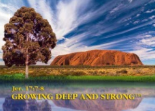 Jer. 17:7-8
GROWING DEEP AND STRONG